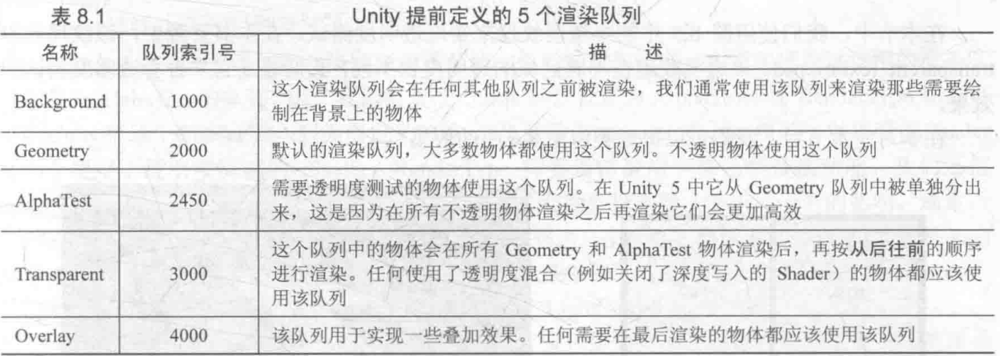 表 8.1 Unity 提前定义的 5 个渲染队列
名称 队列索引号 描 述
Background 1000 这个渲染队列会在任何其他队列之前被渲染，我们通常使用该队列来渲染那些需要绘
制在背景上的物体
Geometry 2000 默认的渲染队列，大多数物体都使用这个队列。不透明物体使用这个队列
AlphaTest 2450 需要透明度测试的物体使用这个队列。在 Unity 5 中它从 Geometry 队列中被单独分出
来，这是因为在所有不透明物体渲染之后再渲染它们会更加高效
Transparent 3000 这个队列中的物体会在所有 Geometry 和 AlphaTest 物体渲染后，再按从后往前的顺序
进行渲染。任何使用了透明度混合（例如关闭了深度写入的 Shader）的物体都应该使
用该队列
Overlay 4000 该队列用于实现一些叠加效果。任何需要在最后渲染的物体都应该使用该队列